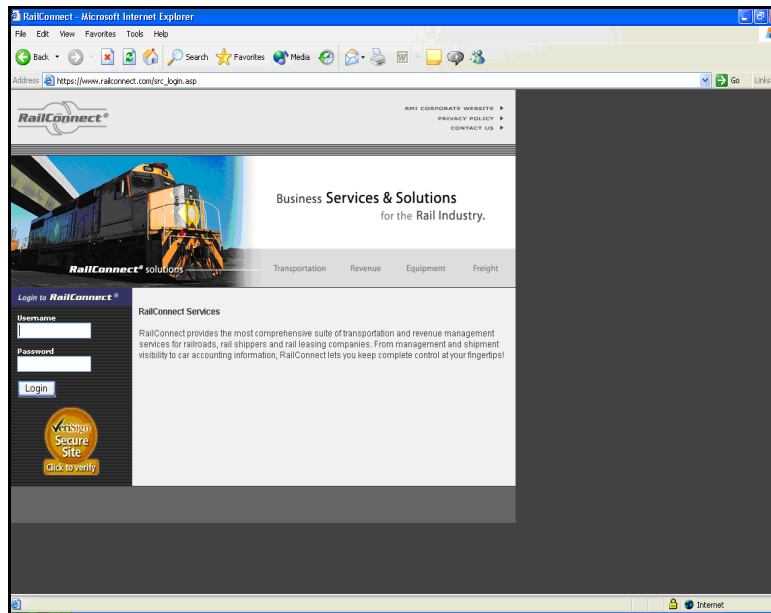 RailConnect - Microsoft Internet Explorer
File Edit View Favorites Tools Help
Back Search Favorites Media
Address https://www.railconnect.com/src_login.asp Go Links
RailConnect®
RMI CORPORATE WEBSITE
PRIVACY POLICY
CONTACT US
Business Services & Solutions
for the Rail Industry.
RailConnect® solutions
Transportation Revenue Equipment Freight
Login to RailConnect®
Username
Password
Login
VeriSign
Secure
Site
Click to verify
RailConnect Services
RailConnect provides the most comprehensive suite of transportation and revenue management
services for railroads, rail shippers and rail leasing companies. From management and shipment
visibility to car accounting information, RailConnect lets you keep complete control at your fingertips!
Internet